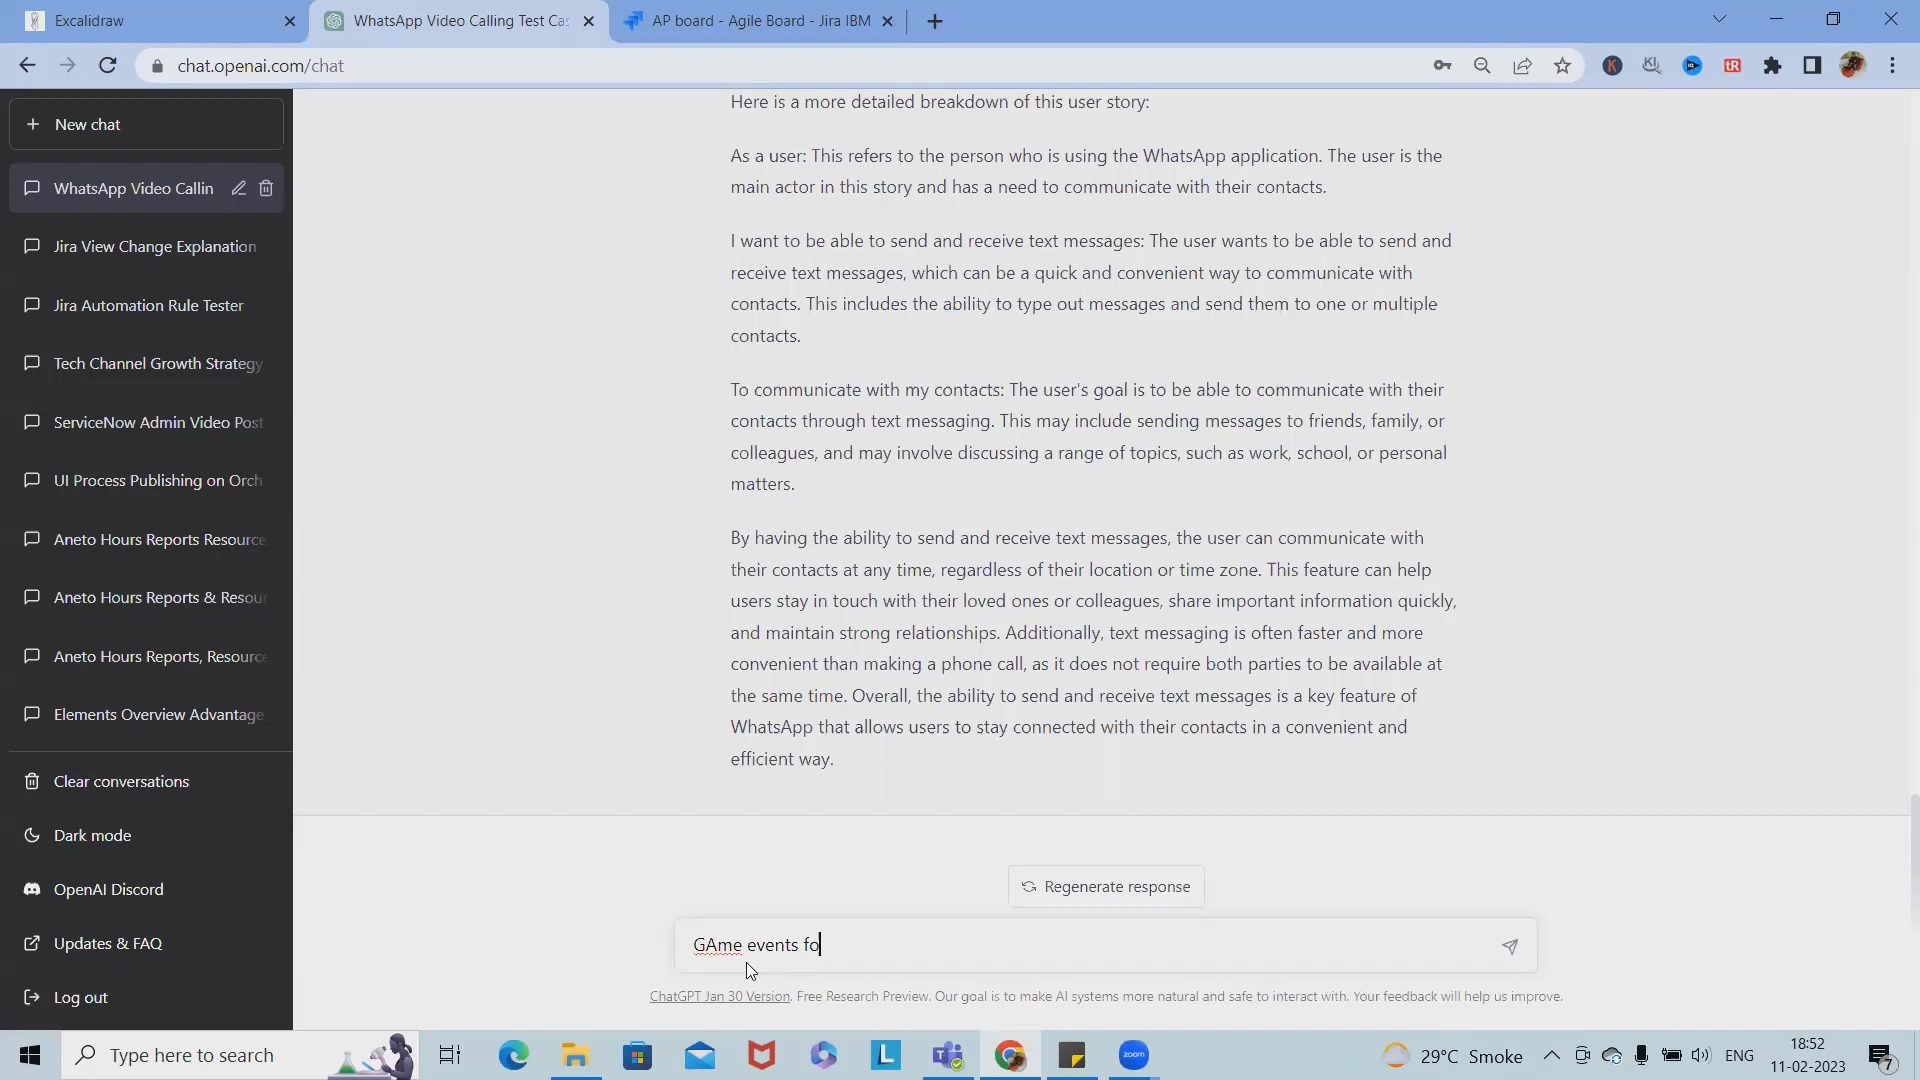 Excalidraw
WhatsApp Video Calling Test Cas
AP board - Agile Board - Jira IBM
chat.openai.com/chat
New chat
WhatsApp Video Callin
Jira View Change Explanation
Jira Automation Rule Tester
Tech Channel Growth Strategy
ServiceNow Admin Video Post
UI Process Publishing on Orch
Aneto Hours Reports Resource
Aneto Hours Reports & Resou
Aneto Hours Reports, Resource
Elements Overview Advantage
Clear conversations
Dark mode
OpenAI Discord
Updates & FAQ
Log out
Here is a more detailed breakdown of this user story:
As a user: This refers to the person who is using the WhatsApp application. The user is the
main actor in this story and has a need to communicate with their contacts.
I want to be able to send and receive text messages: The user wants to be able to send and
receive text messages, which can be a quick and convenient way to communicate with
contacts. This includes the ability to type out messages and send them to one or multiple
contacts.
To communicate with my contacts: The user's goal is to be able to communicate with their
contacts through text messaging. This may include sending messages to friends, family, or
colleagues, and may involve discussing a range of topics, such as work, school, or personal
matters.
By having the ability to send and receive text messages, the user can communicate with
their contacts at any time, regardless of their location or time zone. This feature can help
users stay in touch with their loved ones or colleagues, share important information quickly,
and maintain strong relationships. Additionally, text messaging is often faster and more
convenient than making a phone call, as it does not require both parties to be available at
the same time. Overall, the ability to send and receive text messages is a key feature of
WhatsApp that allows users to stay connected with their contacts in a convenient and
efficient way.
Regenerate response
GAme events fo
ChatGPT Jan 30 Version. Free Research Preview. Our goal is to make AI systems more natural and safe to interact with. Your feedback will help us improve.
Type here to search
L
zoom
29°C Smoke
ENG
18:52
11-02-2023
7